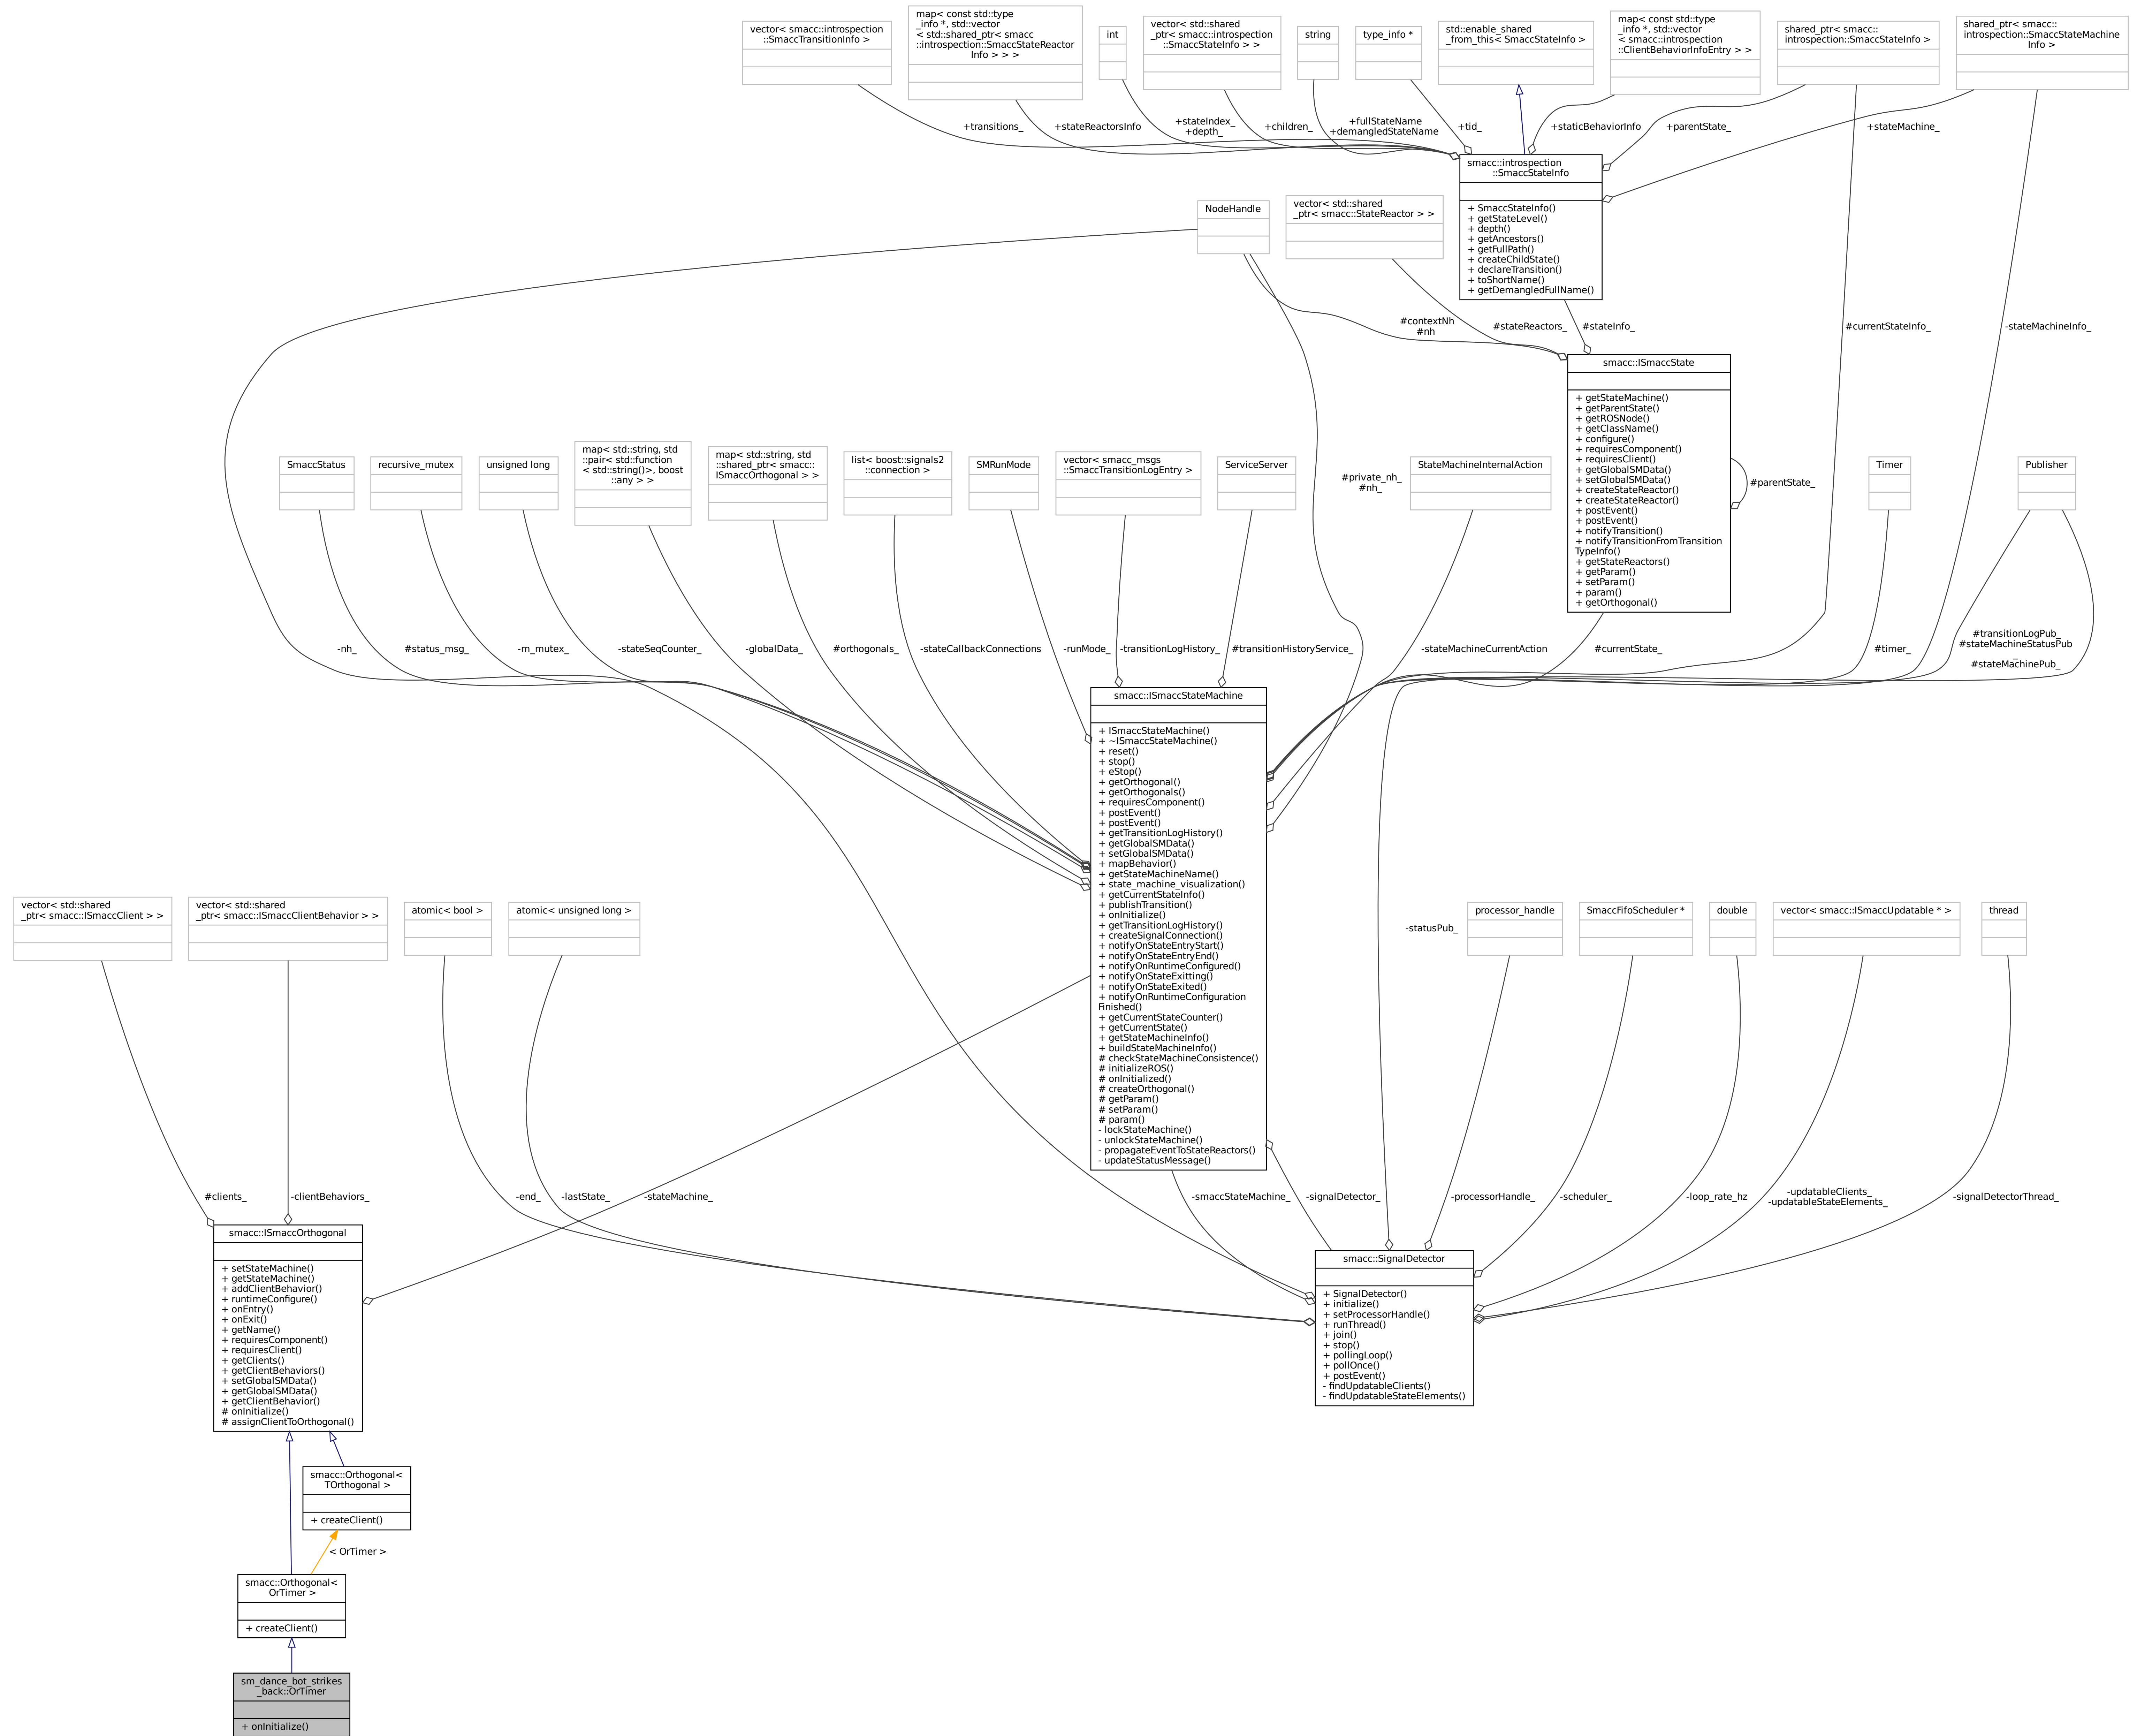 vector< smacc::introspection
::SmaccTransitionInfo >
map< const std::type
_info *, std::vector
< std::shared_ptr< smacc
::introspection::SmaccStateReactor
Info > > >
int
vector< std::shared
_ptr< smacc::introspection
::SmaccStateInfo > >
string
type_info *
std::enable_shared
_from_this< SmaccStateInfo >
map< const std::type
_info *, std::vector
< smacc::introspection
::ClientBehaviorInfoEntry > >
shared_ptr< smacc::
introspection::SmaccStateInfo >
shared_ptr< smacc::
introspection::SmaccStateMachine
Info >
+transitions_
+stateReactorsInfo
+stateIndex_
+depth_
+children_
+fullStateName
+demangledStateName
+tid_
+staticBehaviorInfo
+parentState_
+stateMachine_
smacc::introspection
::SmaccStateInfo
+ SmaccStateInfo()
+ getStateLevel()
+ depth()
+ getAncestors()
+ getFullPath()
+ createChildState()
+ declareTransition()
+ toShortName()
+ getDemangledFullName()
NodeHandle
vector< std::shared
_ptr< smacc::StateReactor > >
#contextNh
#nh
#stateReactors_
#stateInfo_
#currentStateInfo_
-stateMachineInfo_
smacc::ISmaccState
+ getStateMachine()
+ getParentState()
+ getROSNode()
+ getClassName()
+ configure()
+ requiresComponent()
+ requiresClient()
+ getGlobalSMData()
+ setGlobalSMData()
+ createStateReactor()
+ createStateReactor()
+ postEvent()
+ postEvent()
+ notifyTransition()
+ notifyTransitionFromTransition
TypeInfo()
+ getStateReactors()
+ getParam()
+ setParam()
+ param()
+ getOrthogonal()
#parentState_
SmaccStatus
recursive_mutex
unsigned long
map< std::string, std
::pair< std::function
< std::string()>, boost
::any > >
map< std::string, std
::shared_ptr< smacc::
ISmaccOrthogonal > >
list< boost::signals2
::connection >
SMRunMode
vector< smacc_msgs
::SmaccTransitionLogEntry >
ServiceServer
#private_nh_
#nh_
StateMachineInternalAction
Timer
Publisher
-nh_
#status_msg_
-m_mutex_
-stateSeqCounter_
-globalData_
#orthogonals_
-stateCallbackConnections
-runMode_
-transitionLogHistory_
#transitionHistoryService_
-stateMachineCurrentAction
#currentState_
#timer_
#transitionLogPub_
#stateMachineStatusPub
_
#stateMachinePub_
smacc::ISmaccStateMachine
+ ISmaccStateMachine()
+ ~ISmaccStateMachine()
+ reset()
+ stop()
+ eStop()
+ getOrthogonal()
+ getOrthogonals()
+ requiresComponent()
+ postEvent()
+ postEvent()
+ getTransitionLogHistory()
+ getGlobalSMData()
+ setGlobalSMData()
+ mapBehavior()
+ getStateMachineName()
+ state_machine_visualization()
+ getCurrentStateInfo()
+ publishTransition()
+ onInitialize()
+ getTransitionLogHistory()
+ createSignalConnection()
+ notifyOnStateEntryStart()
+ notifyOnStateEntryEnd()
+ notifyOnRuntimeConfigured()
+ notifyOnStateExitting()
+ notifyOnStateExited()
+ notifyOnRuntimeConfiguration
Finished()
+ getCurrentStateCounter()
+ getCurrentState()
+ getStateMachineInfo()
+ buildStateMachineInfo()
# checkStateMachineConsistence()
# initializeROS()
# onInitialized()
# createOrthogonal()
# getParam()
# setParam()
# param()
- lockStateMachine()
- unlockStateMachine()
- propagateEventToStateReactors()
- updateStatusMessage()
vector< std::shared
_ptr< smacc::ISmaccClient > >
vector< std::shared
_ptr< smacc::ISmaccClientBehavior > >
atomic< bool >
atomic< unsigned long >
-statusPub_
processor_handle
SmaccFifoScheduler *
double
vector< smacc::ISmaccUpdatable * >
thread
#clients_
-clientBehaviors_
-end_
-lastState_
-stateMachine_
-smaccStateMachine_
-signalDetector_
-processorHandle_
-scheduler_
-loop_rate_hz
-updatableClients_
-updatableStateElements_
-signalDetectorThread_
smacc::ISmaccOrthogonal
+ setStateMachine()
+ getStateMachine()
+ addClientBehavior()
+ runtimeConfigure()
+ onEntry()
+ onExit()
+ getName()
+ requiresComponent()
+ requiresClient()
+ getClients()
+ getClientBehaviors()
+ setGlobalSMData()
+ getGlobalSMData()
+ getClientBehavior()
# onInitialize()
# assignClientToOrthogonal()
smacc::SignalDetector
+ SignalDetector()
+ initialize()
+ setProcessorHandle()
+ runThread()
+ join()
+ stop()
+ pollingLoop()
+ pollOnce()
+ postEvent()
- findUpdatableClients()
- findUpdatableStateElements()
smacc::Orthogonal<
TOrthogonal >
+ createClient()
< OrTimer >
smacc::Orthogonal<
OrTimer >
+ createClient()
sm_dance_bot_strikes
_back::OrTimer
+ onInitialize()